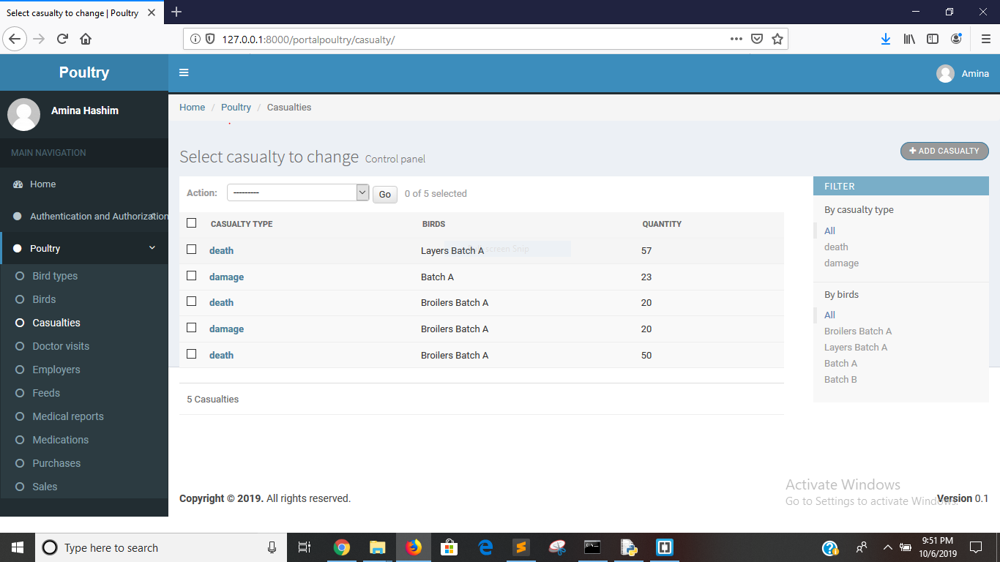 Select casualty to change | Poultry
127.0.0.1:8000/portalpoultry/casualty/
Poultry
Amina
Amina Hashim
Home / Poultry / Casualties
MAIN NAVIGATION
Home
Authentication and Authorization
Poultry
Bird types
Birds
Casualties
Doctor visits
Employers
Feeds
Medical reports
Medications
Purchases
Sales
Select casualty to change Control panel
ADD CASUALTY
Action: --------- Go 0 of 5 selected
CASUALTY TYPE BIRDS QUANTITY
death Layers Batch A 57
damage Batch A 23
death Broilers Batch A 20
damage Broilers Batch A 20
death Broilers Batch A 50
5 Casualties
FILTER
By casualty type
All
death
damage
By birds
All
Broilers Batch A
Layers Batch A
Batch A
Batch B
Activate Windows
Go to Settings to activate Windows.
Copyright © 2019. All rights reserved.
Version 0.1
Type here to search
9:51 PM
10/6/2019